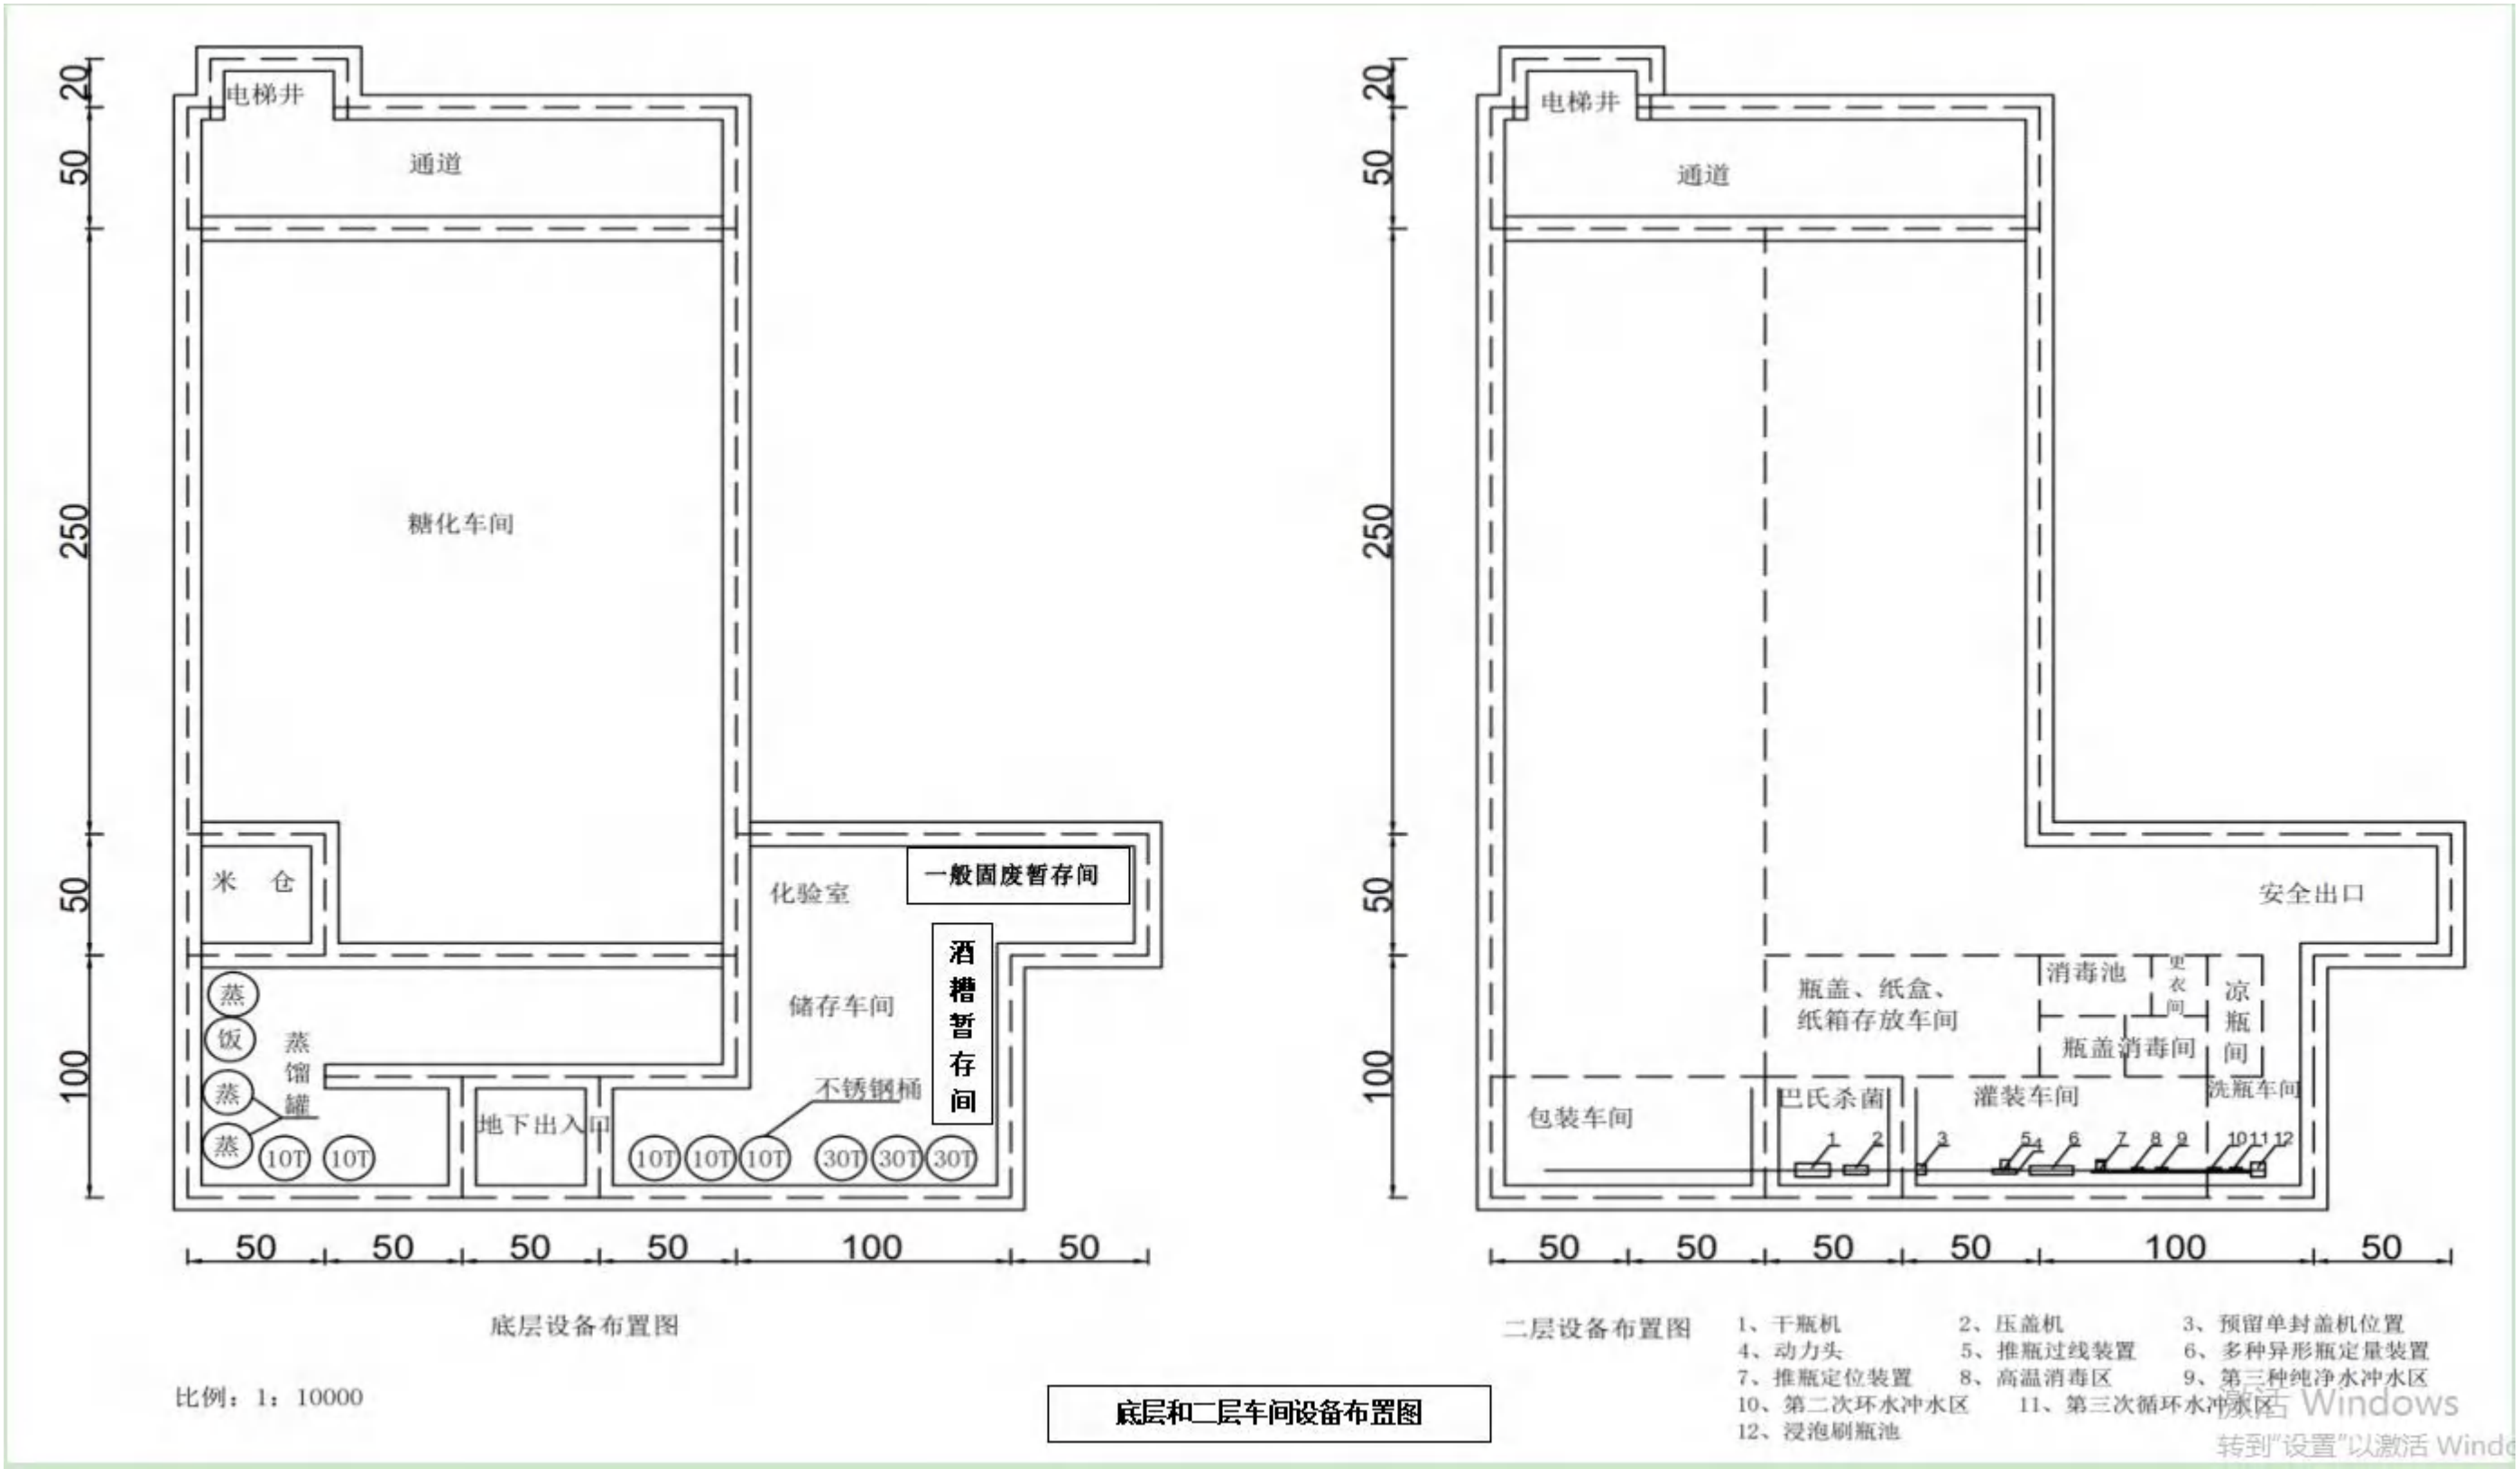 20
50
250
50
100
电梯井
通道
糖化车间
米 仓
化验室
一般固废暂存间
酒糟暂存间
储存车间
不锈钢桶
蒸
饭
蒸
蒸
蒸馏罐
10T
10T
地下出入口
10T
10T
10T
30T
30T
30T
50
50
50
50
100
50
底层设备布置图
比例：1：10000
20
50
250
50
100
电梯井
通道
安全出口
瓶盖、纸盒、
纸箱存放车间
消毒池
更衣间
凉瓶间
瓶盖消毒间
包装车间
巴氏杀菌
灌装车间
洗瓶车间
1
2
3
5
4
6
7
8
9
10
11
12
50
50
50
50
100
50
二层设备布置图
1、干瓶机
2、压盖机
3、预留单封盖机位置
4、动力头
5、推瓶过线装置
6、多种异形瓶定量装置
7、推瓶定位装置
8、高温消毒区
9、第三种纯净水冲水区
10、第二次环水冲水区
11、第三次循环水冲水区
12、浸泡刷瓶池
底层和二层车间设备布置图
激活 Windows
转到"设置"以激活 Windo